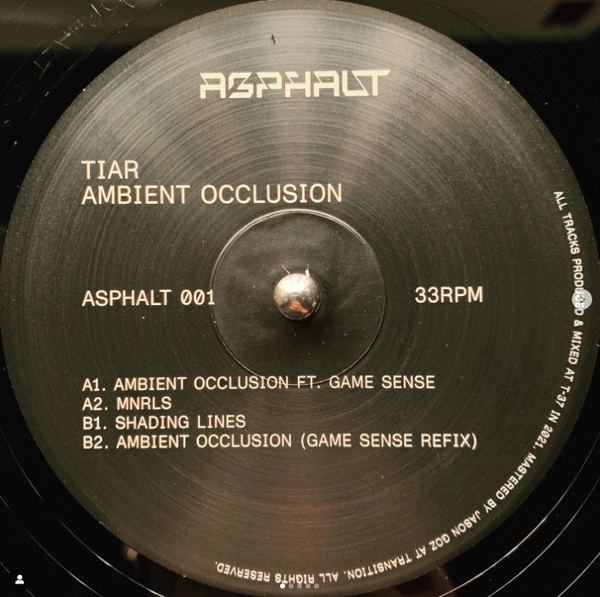 ASPHALT
TIAR
AMBIENT OCCLUSION
ASPHALT 001
33RPM
A1. AMBIENT OCCLUSION FT. GAME SENSE
A2. MNRLS
B1. SHADING LINES
B2. AMBIENT OCCLUSION (GAME SENSE REFIX)
ALL TRACKS PRODUCED & MIXED AT T-37 IN 2021. MASTERED BY JASON GOZ AT TRANSITION. ALL RIGHTS RESERVED.